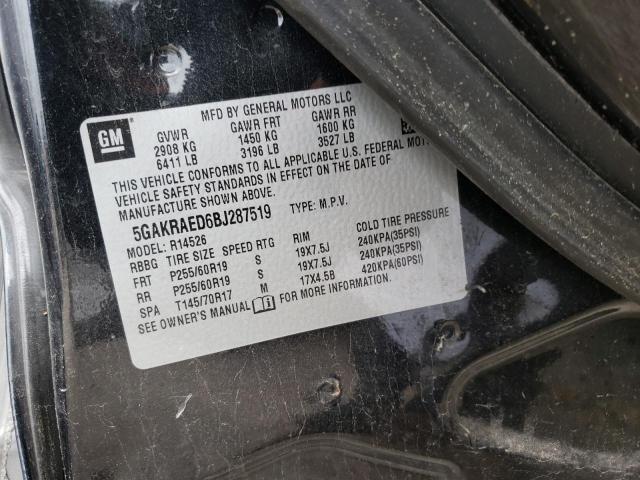 GM
MFD BY GENERAL MOTORS LLC
GVWR GAWR FRT GAWR RR
2908 KG 1450 KG 1600 KG
6411 LB 3196 LB 3527 LB
THIS VEHICLE CONFORMS TO ALL APPLICABLE U.S. FEDERAL MOTOR
VEHICLE SAFETY STANDARDS IN EFFECT ON THE DATE OF
MANUFACTURE SHOWN ABOVE.
5GAKRAED6BJ287519 TYPE: M.P.V.
MODEL: R14526
RBBG TIRE SIZE SPEED RTG RIM COLD TIRE PRESSURE
FRT P255/60R19 S 19X7.5J 240KPA(35PSI)
RR P255/60R19 S 19X7.5J 240KPA(35PSI)
SPA T145/70R17 M 17X4.5B 420KPA(60PSI)
SEE OWNER'S MANUAL FOR MORE INFORMATION.